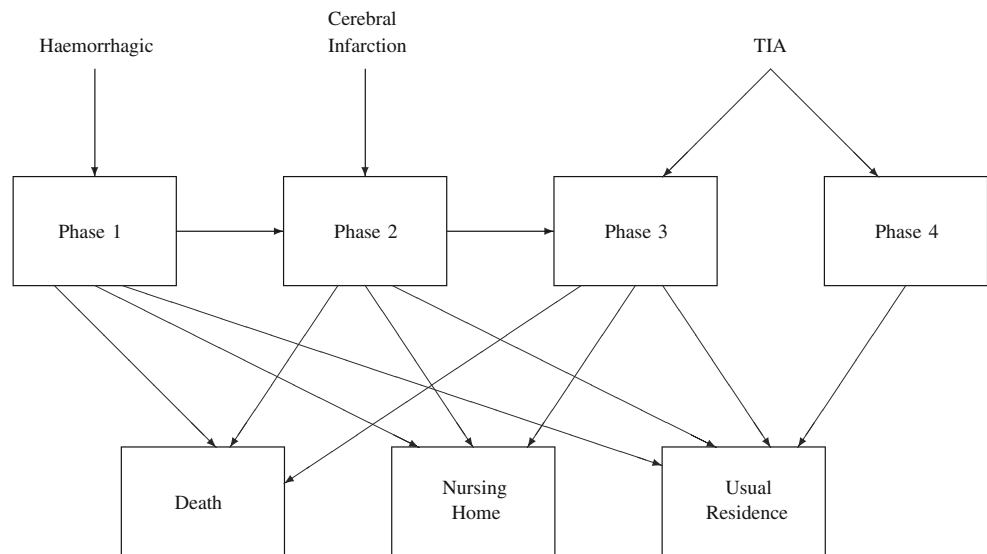 Haemorrhagic
Cerebral
Infarction
TIA
Phase 1
Phase 2
Phase 3
Phase 4
Death
Nursing
Home
Usual
Residence